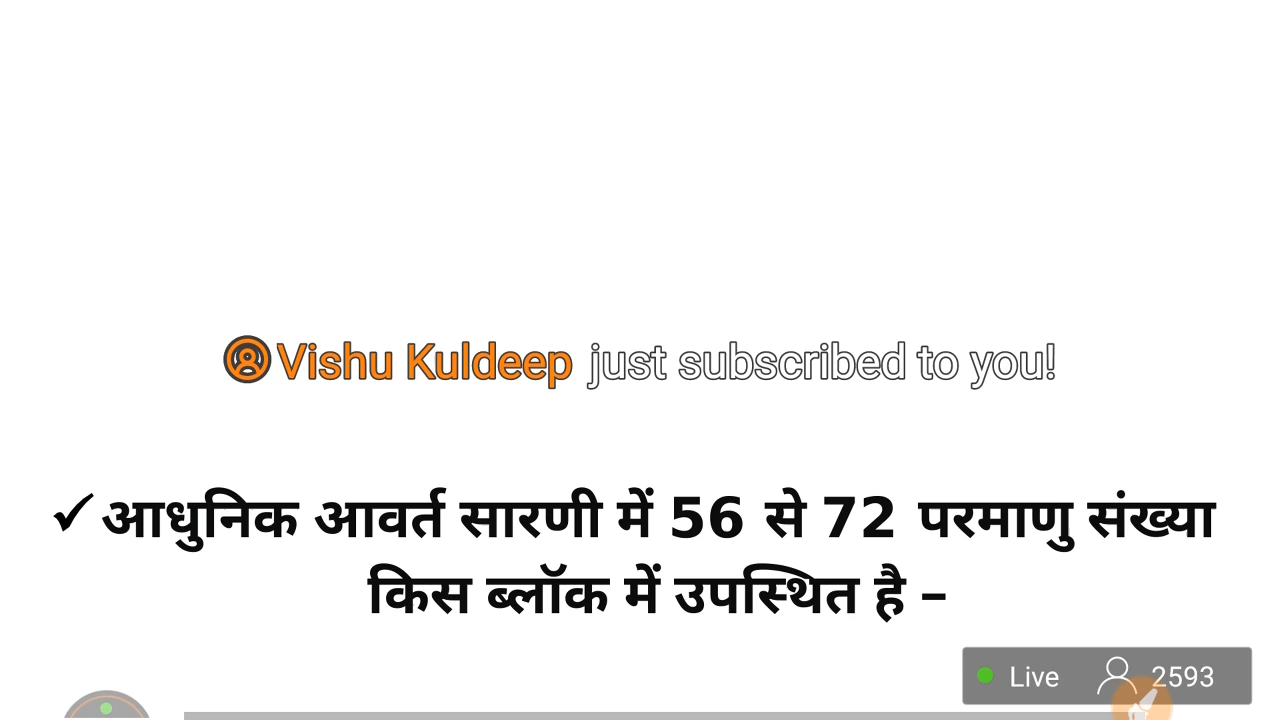 Vishu Kuldeep just subscribed to you!
✓ आधुनिक आवर्त सारणी में 56 से 72 परमाणु संख्या
किस ब्लॉक में उपस्थित है –
Live 2593